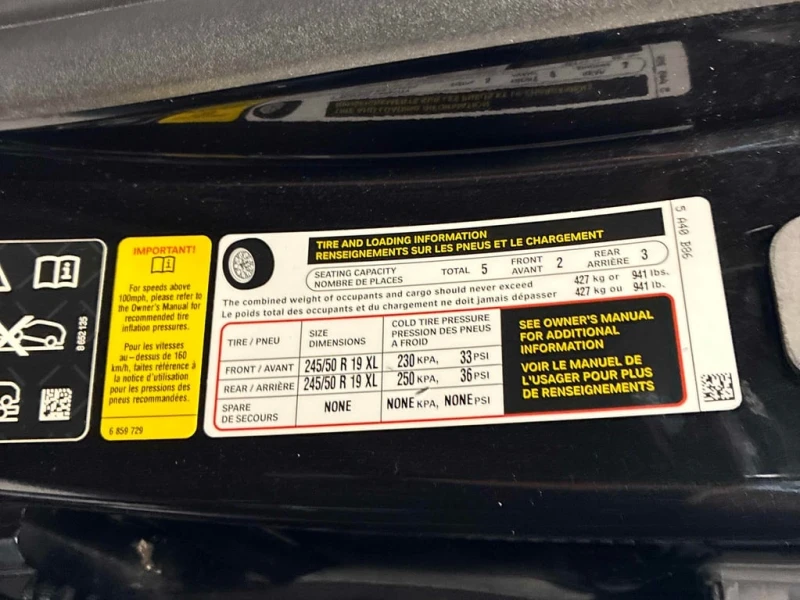 8 652 135
IMPORTANT!
For speeds above
100mph, please refer to
the Owner's Manual for
recommended tire
inflation pressures.
Pour les vitesses
au-dessus de 160
km/h, faites référence à
la notice d'utilisation
pour les pressions des
pneus recommandées.
6 859 729
TIRE AND LOADING INFORMATION
RENSEIGNEMENTS SUR LES PNEUS ET LE CHARGEMENT
SEATING CAPACITY
NOMBRE DE PLACES
TOTAL 5
FRONT
AVANT 2
REAR
ARRIÈRE 3
The combined weight of occupants and cargo should never exceed 427 kg or 941 lbs.
Le poids total des occupants et du chargement ne doit jamais dépasser 427 kg ou 941 lb.
TIRE / PNEU
SIZE
DIMENSIONS
COLD TIRE PRESSURE
PRESSION DES PNEUS
A FROID
FRONT / AVANT 245/50 R 19 XL 230 KPA, 33 PSI
REAR / ARRIÈRE 245/50 R 19 XL 250 KPA, 36 PSI
SPARE
DE SECOURS
NONE NONE KPA, NONE PSI
SEE OWNER'S MANUAL
FOR ADDITIONAL
INFORMATION
VOIR LE MANUEL DE
L'USAGER POUR PLUS
DE RENSEIGNEMENTS
5 A40 B06